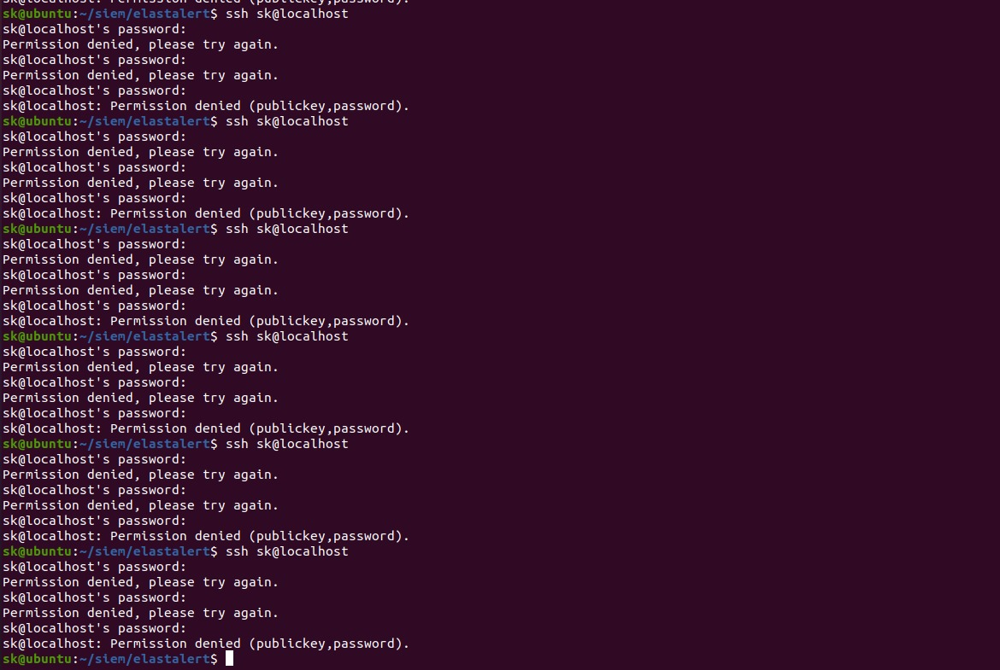 sk@localhost: Permission denied (publickey,password).
sk@ubuntu:~/siem/elastalert$ ssh sk@localhost
sk@localhost's password:
Permission denied, please try again.
sk@localhost's password:
Permission denied, please try again.
sk@localhost's password:
sk@localhost: Permission denied (publickey,password).
sk@ubuntu:~/siem/elastalert$ ssh sk@localhost
sk@localhost's password:
Permission denied, please try again.
sk@localhost's password:
Permission denied, please try again.
sk@localhost's password:
sk@localhost: Permission denied (publickey,password).
sk@ubuntu:~/siem/elastalert$ ssh sk@localhost
sk@localhost's password:
Permission denied, please try again.
sk@localhost's password:
Permission denied, please try again.
sk@localhost's password:
sk@localhost: Permission denied (publickey,password).
sk@ubuntu:~/siem/elastalert$ ssh sk@localhost
sk@localhost's password:
Permission denied, please try again.
sk@localhost's password:
Permission denied, please try again.
sk@localhost's password:
sk@localhost: Permission denied (publickey,password).
sk@ubuntu:~/siem/elastalert$ ssh sk@localhost
sk@localhost's password:
Permission denied, please try again.
sk@localhost's password:
Permission denied, please try again.
sk@localhost's password:
sk@localhost: Permission denied (publickey,password).
sk@ubuntu:~/siem/elastalert$ ssh sk@localhost
sk@localhost's password:
Permission denied, please try again.
sk@localhost's password:
Permission denied, please try again.
sk@localhost's password:
sk@localhost: Permission denied (publickey,password).
sk@ubuntu:~/siem/elastalert$